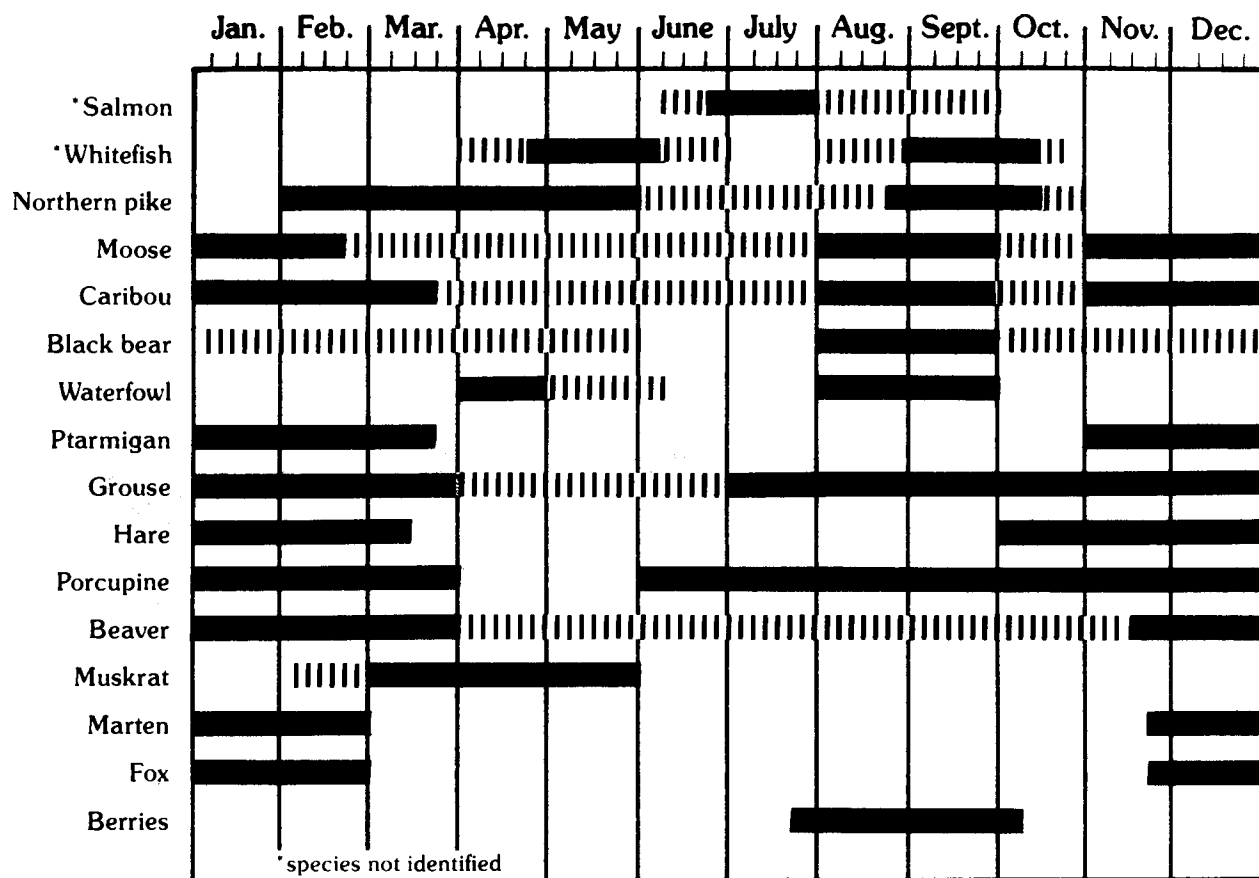 Jan. Feb. Mar. Apr. May June July Aug. Sept. Oct. Nov. Dec.
*Salmon
*Whitefish
Northern pike
Moose
Caribou
Black bear
Waterfowl
Ptarmigan
Grouse
Hare
Porcupine
Beaver
Muskrat
Marten
Fox
Berries
*species not identified